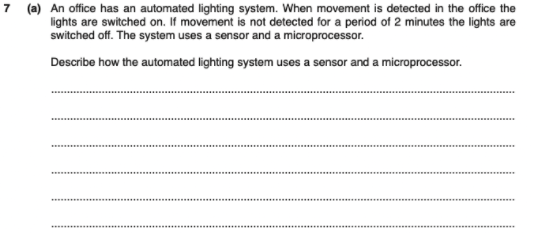 7 (a) An office has an automated lighting system. When movement is detected in the office the
lights are switched on. If movement is not detected for a period of 2 minutes the lights are
switched off. The system uses a sensor and a microprocessor.
Describe how the automated lighting system uses a sensor and a microprocessor.